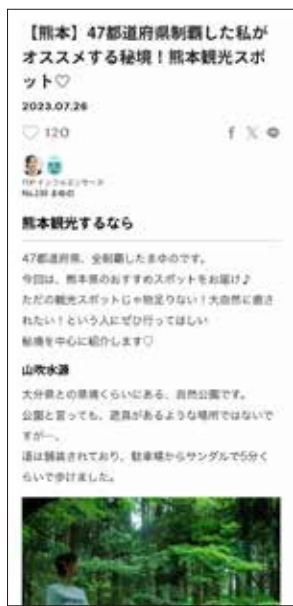 【熊本】47都道府県制覇した私が
オススメする秘境！熊本観光スポ
ット♡
2023.07.26
♡ 120
No.230 まゆの
熊本観光するなら
47都道府県、全制覇したまゆのです。
今回は、熊本県のおすすめスポットをお届け♪
ただの観光スポットじゃ物足りない！大自然に癒さ
れたい！という人にぜひ行ってほしい
秘境を中心に紹介します♡
山吹水源
大分県との県境くらいにある、自然公園です。
公園と言っても、遊具があるような場所ではないで
すが…。
道は舗装されており、駐車場からサンダルで5分く
らいで歩けました。